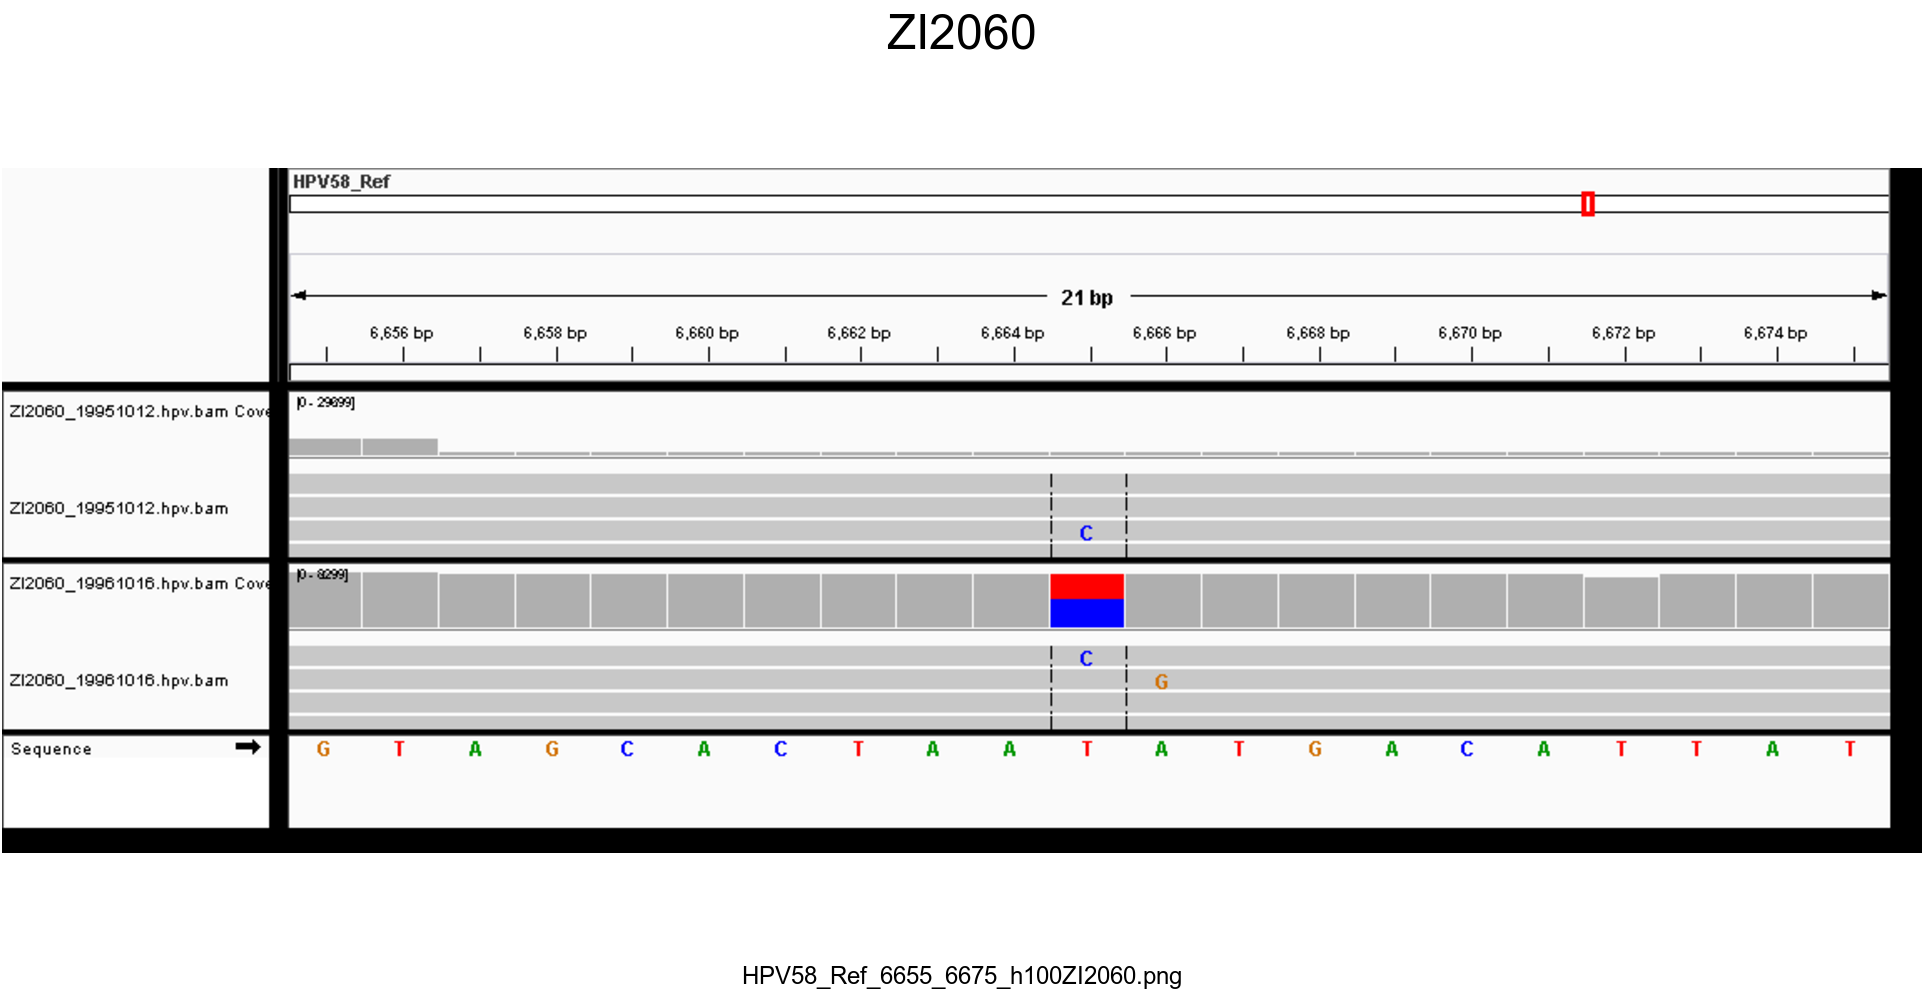 ZI2060
HPV58_Ref
21 bp
6,656 bp 6,658 bp 6,660 bp 6,662 bp 6,664 bp 6,666 bp 6,668 bp 6,670 bp 6,672 bp 6,674 bp
ZI2060_19951012.hpv.bam Cove
[0 - 29699]
ZI2060_19951012.hpv.bam
C
ZI2060_19961016.hpv.bam Cove
[0 - 8299]
C
ZI2060_19961016.hpv.bam
G
Sequence G T A G C A C T A A T A T G A C A T T A T
HPV58_Ref_6655_6675_h100ZI2060.png